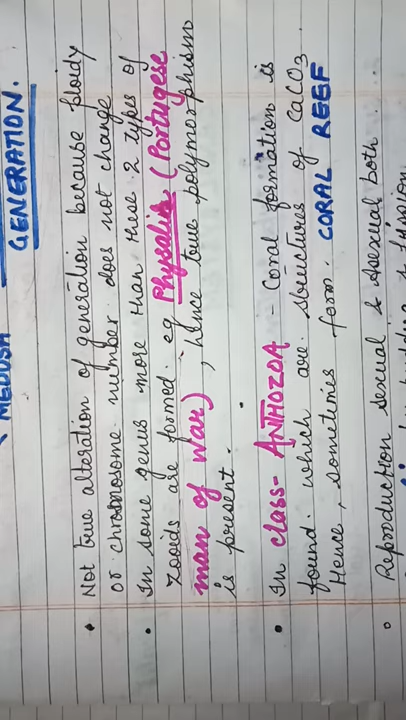 MEDUSA
GENERATION.
• Not true alteration of generation because ploidy
or chromosome number does not change
• In some genus more than these 2 types of
zooids are formed. eg Physalia (Portugese
man of war), hence true polymorphism
is present.
• In class- ANTHOZOA - Coral formation is
found which are structures of CaCO3.
Hence, sometimes form CORAL REEF
o Reproduction sexual & Asexual both.